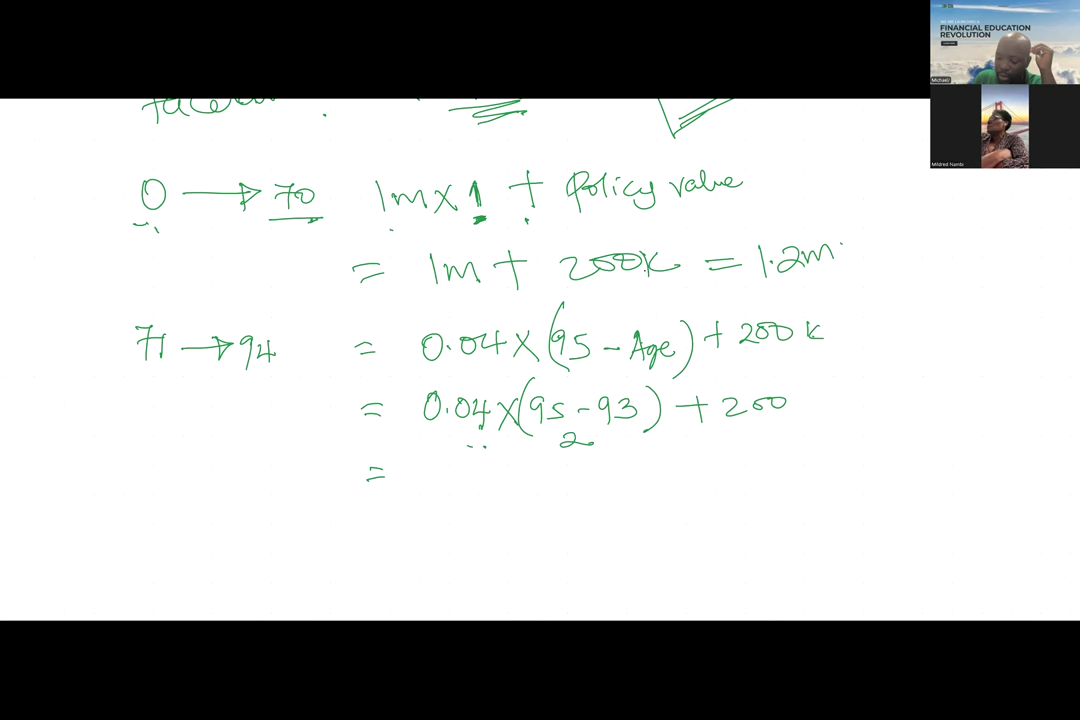 FINANCIAL EDUCATION
REVOLUTION
Michael
Mildred Nambi
0 → 70 1m x 1 + Policy value
= 1m + 200k = 1.2m
71 → 94 = 0.04 x (95 - Age) + 200k
= 0.04 x (95 - 93) + 200
2
=